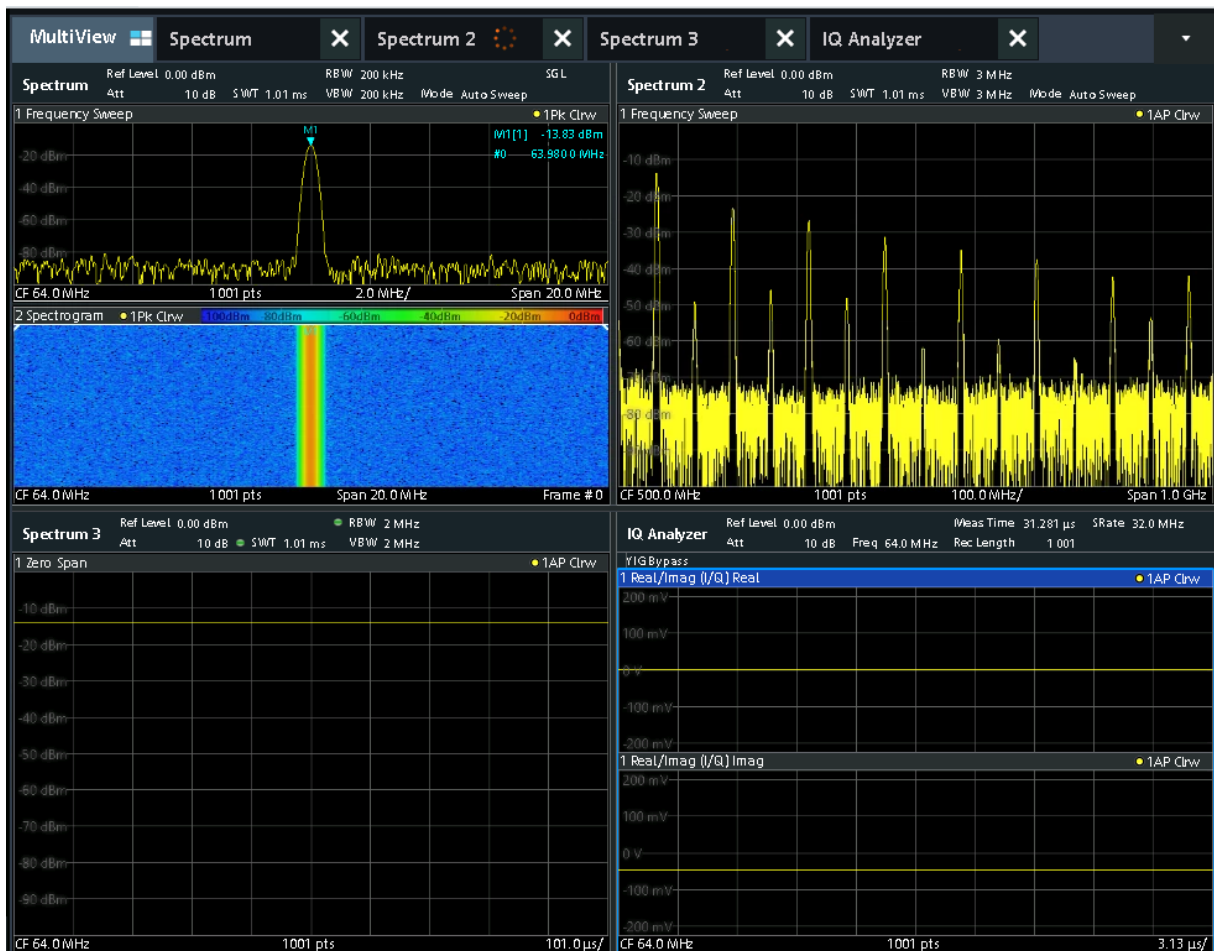 MultiView Spectrum Spectrum 2 Spectrum 3 IQ Analyzer
Spectrum
Ref Level 0.00 dBm RBW 200 kHz SGL
Att 10 dB SWT 1.01 ms VBW 200 kHz Mode Auto Sweep
1 Frequency Sweep 1Pk Clrw
M1
M1[1] -13.83 dBm
#0 63.9800 MHz
-20 dBm
-40 dBm
-60 dBm
-80 dBm
CF 64.0 MHz 1001 pts 2.0 MHz/ Span 20.0 MHz
2 Spectrogram 1Pk Clrw -100dBm -80dBm -60dBm -40dBm -20dBm 0dBm
CF 64.0 MHz 1001 pts Span 20.0 MHz Frame # 0
Spectrum 2
Ref Level 0.00 dBm RBW 3 MHz
Att 10 dB SWT 1.01 ms VBW 3 MHz Mode Auto Sweep
1 Frequency Sweep 1AP Clrw
-10 dBm
-20 dBm
-30 dBm
-40 dBm
-50 dBm
-60 dBm
-70 dBm
-80 dBm
CF 500.0 MHz 1001 pts 100.0 MHz/ Span 1.0 GHz
Spectrum 3
Ref Level 0.00 dBm RBW 2 MHz
Att 10 dB SWT 1.01 ms VBW 2 MHz
1 Zero Span 1AP Clrw
-10 dBm
-20 dBm
-30 dBm
-40 dBm
-50 dBm
-60 dBm
-70 dBm
-80 dBm
-90 dBm
CF 64.0 MHz 1001 pts 101.0 µs/
IQ Analyzer
Ref Level 0.00 dBm Meas Time 31.281 µs SRate 32.0 MHz
Att 10 dB Freq 64.0 MHz Rec Length 1 001
YIG Bypass
1 Real/Imag (I/Q) Real 1AP Clrw
200 mV
100 mV
0 V
-100 mV
-200 mV
1 Real/Imag (I/Q) Imag 1AP Clrw
200 mV
100 mV
0 V
-100 mV
-200 mV
CF 64.0 MHz 1001 pts 3.13 µs/